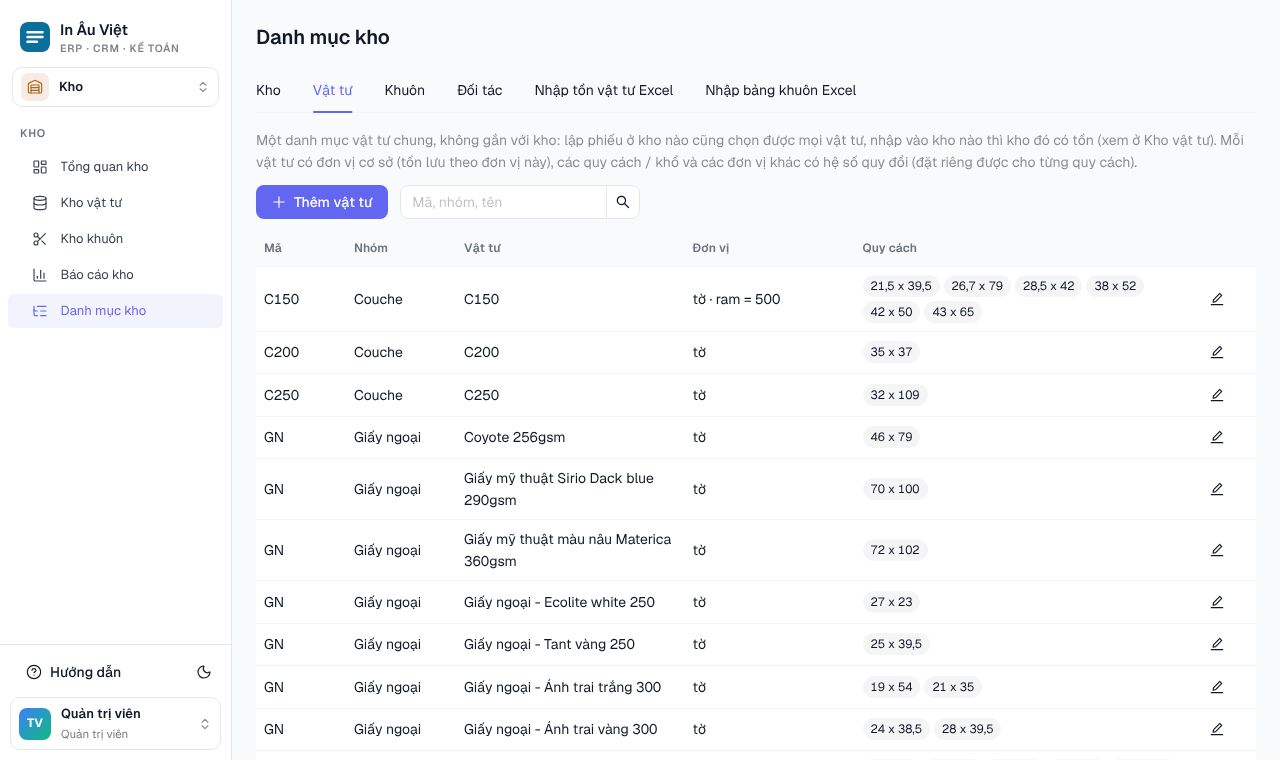 In Âu Việt
ERP · CRM · KẾ TOÁN
Kho
KHO
Tổng quan kho
Kho vật tư
Kho khuôn
Báo cáo kho
Danh mục kho
Hướng dẫn
TV
Quản trị viên
Quản trị viên
Danh mục kho
Kho Vật tư Khuôn Đối tác Nhập tồn vật tư Excel Nhập bảng khuôn Excel
Một danh mục vật tư chung, không gắn với kho: lập phiếu ở kho nào cũng chọn được mọi vật tư, nhập vào kho nào thì kho đó có tồn (xem ở Kho vật tư). Mỗi
vật tư có đơn vị cơ sở (tồn lưu theo đơn vị này), các quy cách / khổ và các đơn vị khác có hệ số quy đổi (đặt riêng được cho từng quy cách).
Thêm vật tư Mã, nhóm, tên
Mã Nhóm Vật tư Đơn vị Quy cách
C150 Couche C150 tờ · ram = 500 21,5 x 39,5 26,7 x 79 28,5 x 42 38 x 52
42 x 50 43 x 65
C200 Couche C200 tờ 35 x 37
C250 Couche C250 tờ 32 x 109
GN Giấy ngoại Coyote 256gsm tờ 46 x 79
GN Giấy ngoại Giấy mỹ thuật Sirio Dack blue
290gsm tờ 70 x 100
GN Giấy ngoại Giấy mỹ thuật màu nâu Materica
360gsm tờ 72 x 102
GN Giấy ngoại Giấy ngoại - Ecolite white 250 tờ 27 x 23
GN Giấy ngoại Giấy ngoại - Tant vàng 250 tờ 25 x 39,5
GN Giấy ngoại Giấy ngoại - Ánh trai trắng 300 tờ 19 x 54 21 x 35
GN Giấy ngoại Giấy ngoại - Ánh trai vàng 300 tờ 24 x 38,5 28 x 39,5